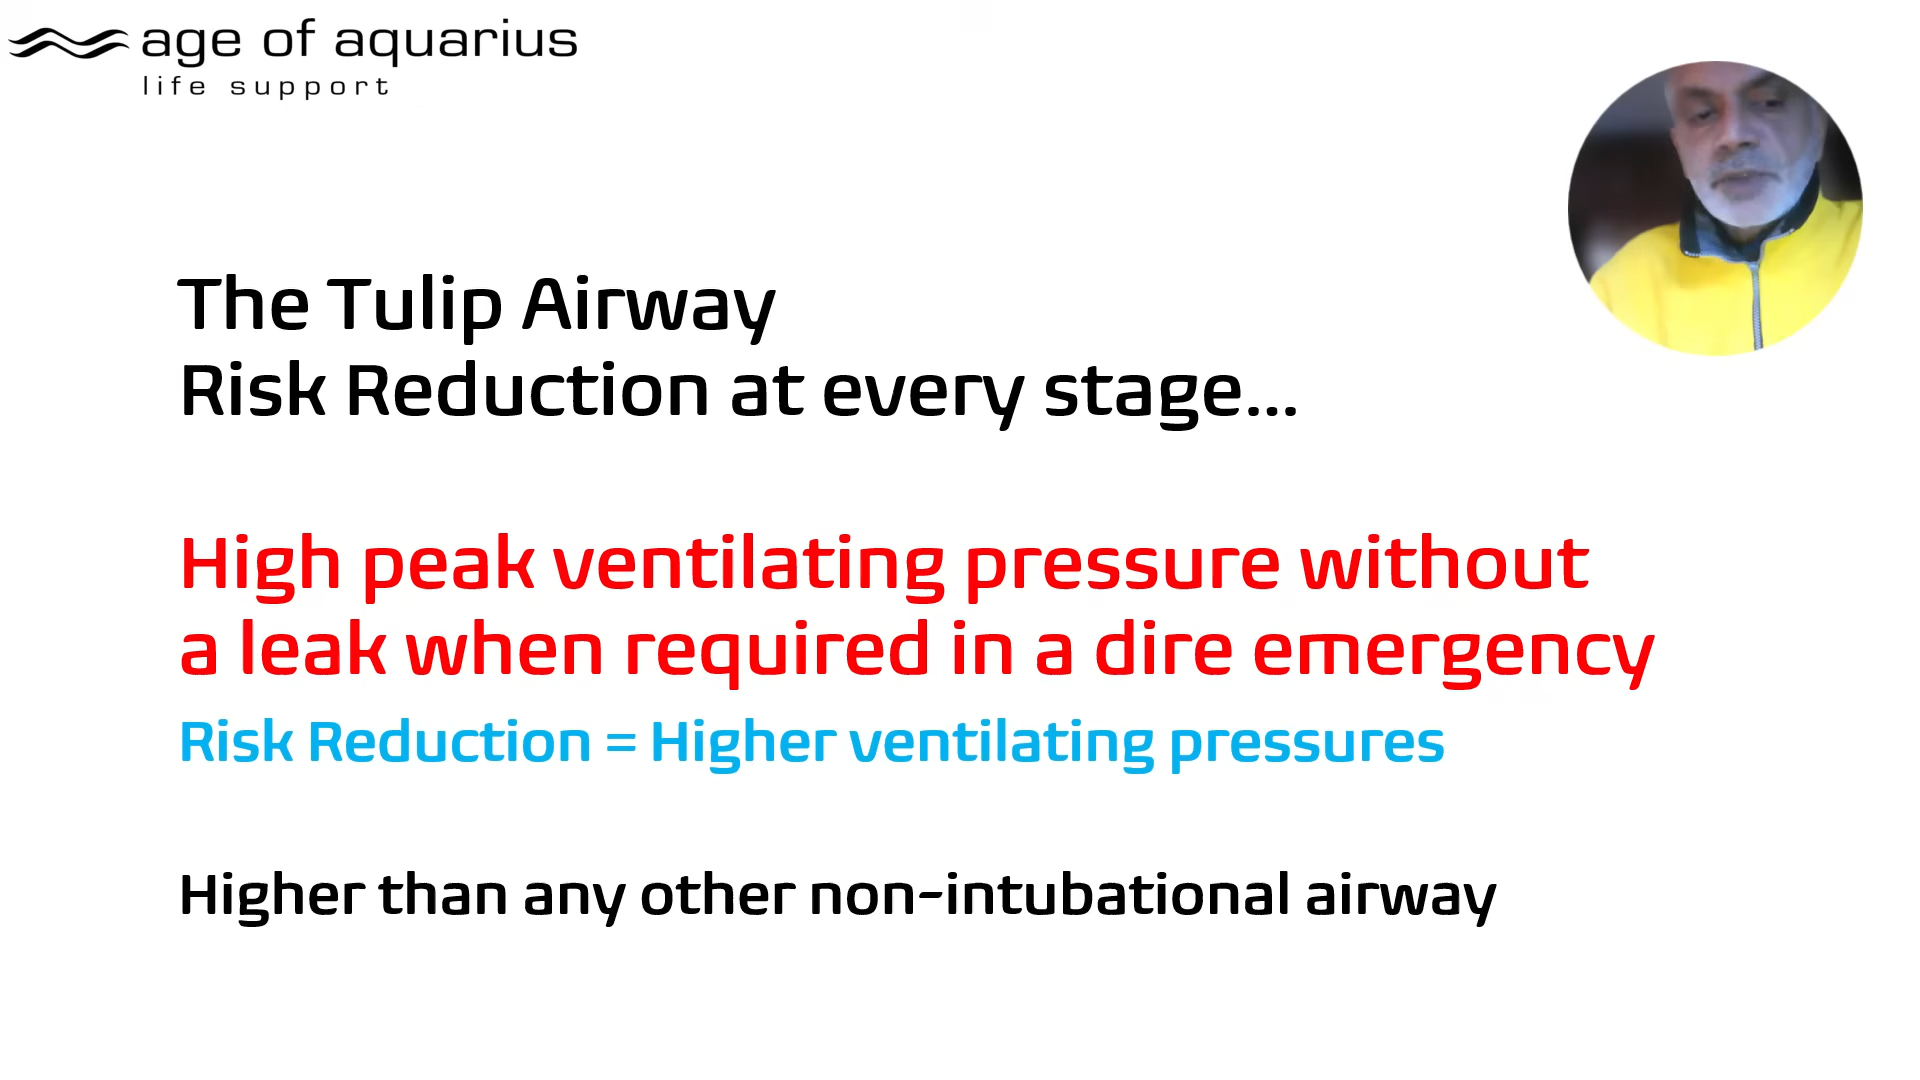 age of aquarius
life support
The Tulip Airway
Risk Reduction at every stage...
High peak ventilating pressure without
a leak when required in a dire emergency
Risk Reduction = Higher ventilating pressures
Higher than any other non-intubational airway